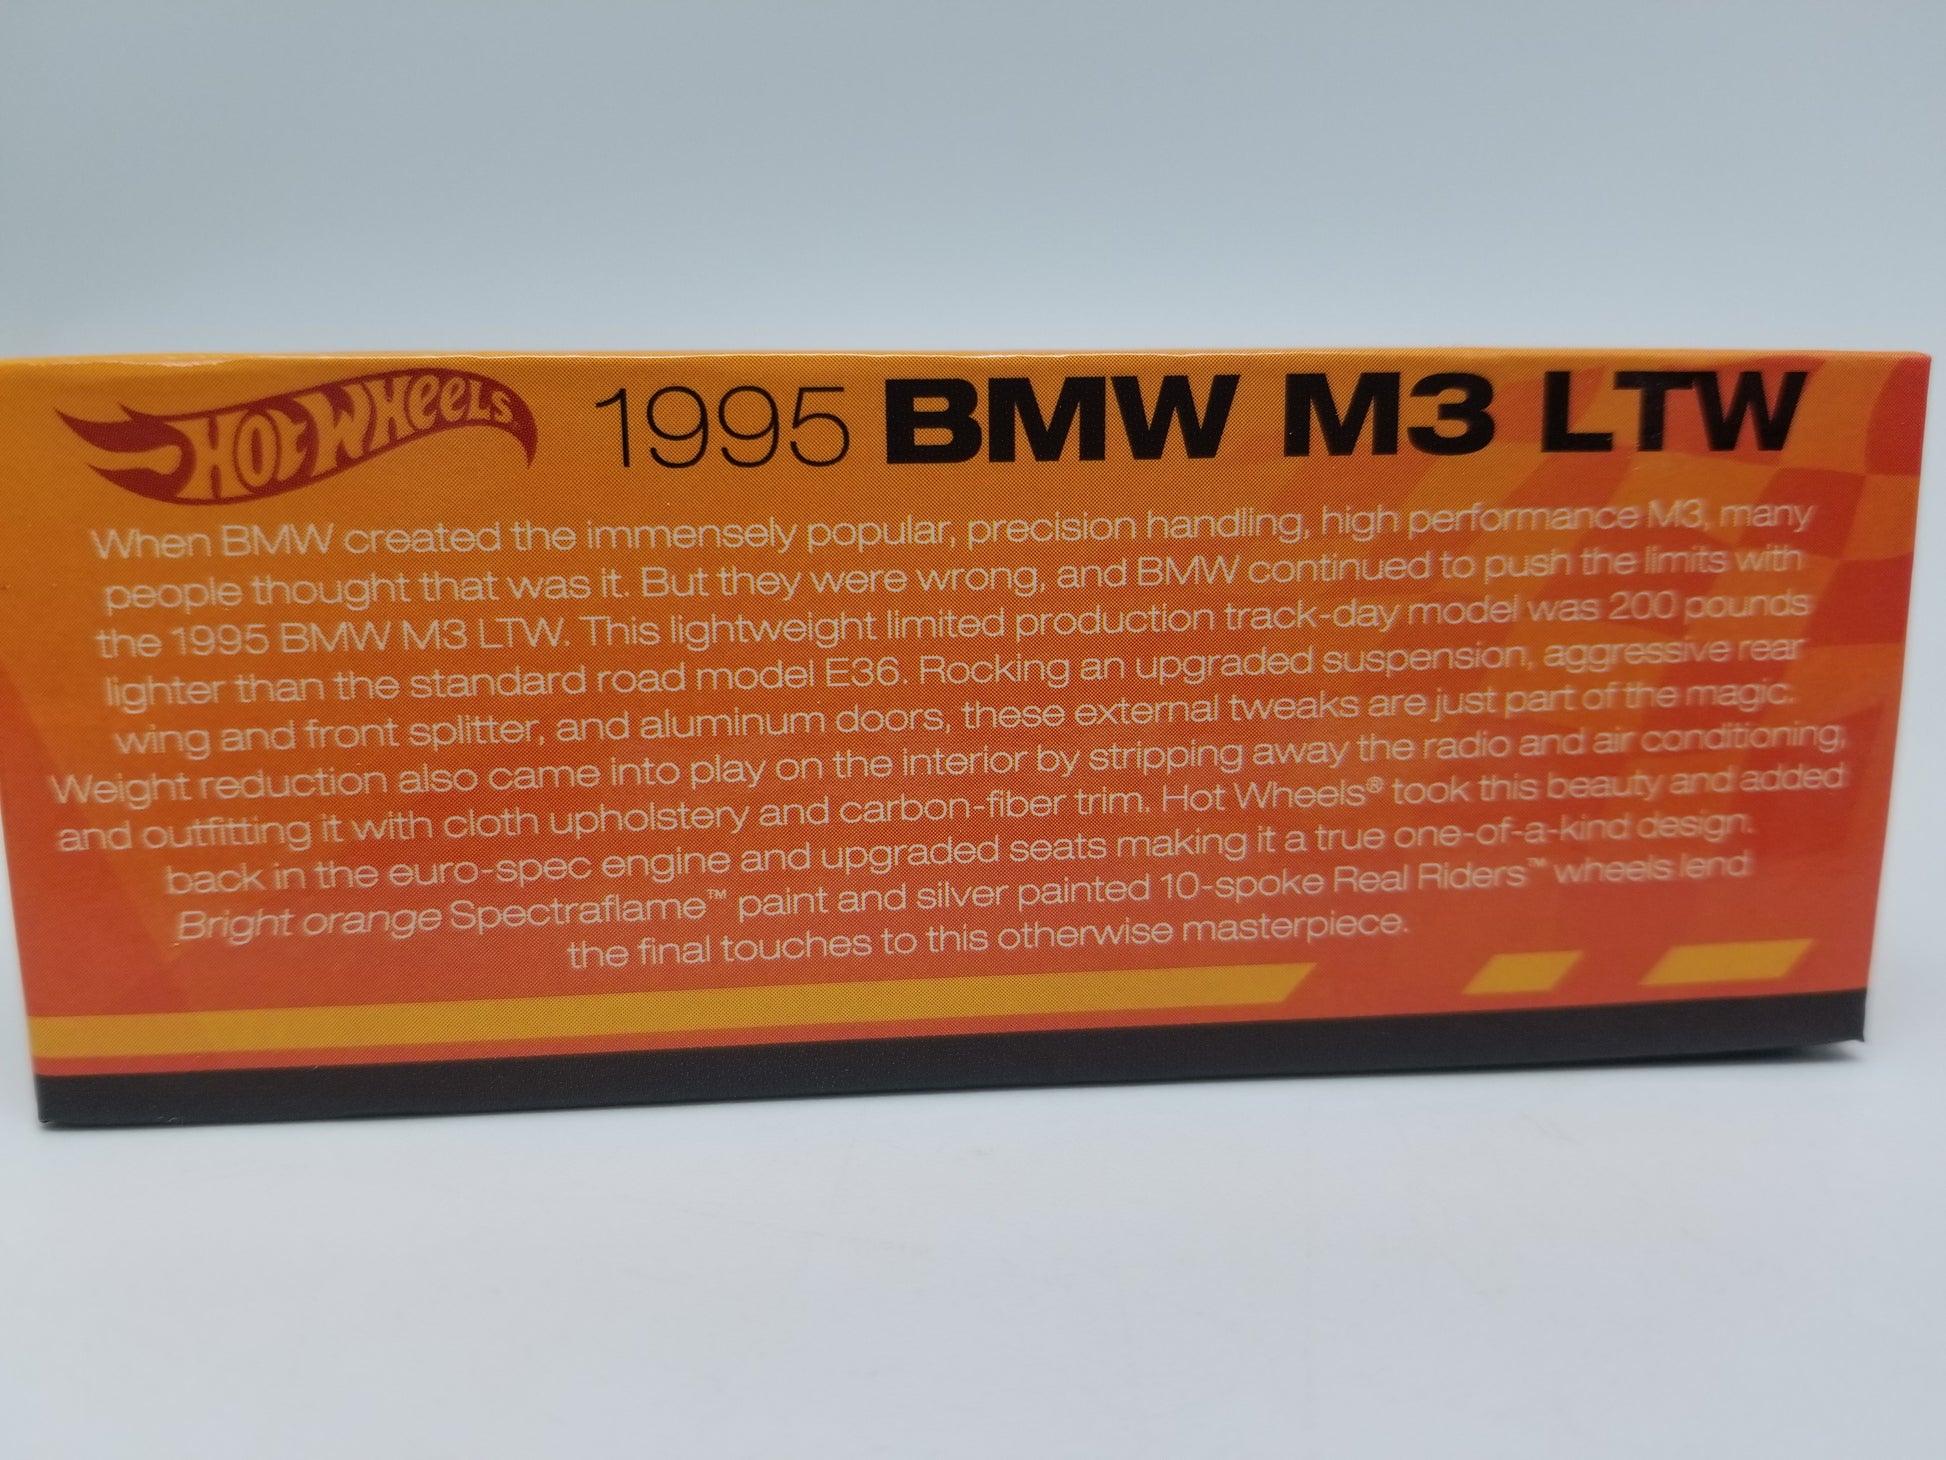 HOT WHEELS 1995 BMW M3 LTW
When BMW created the immensely popular, precision handling, high performance M3, many
people thought that was it. But they were wrong, and BMW continued to push the limits with
the 1995 BMW M3 LTW. This lightweight limited production track-day model was 200 pounds
lighter than the standard road model E36. Rocking an upgraded suspension, aggressive rear
wing and front splitter, and aluminum doors, these external tweaks are just part of the magic.
Weight reduction also came into play on the interior by stripping away the radio and air conditioning,
and outfitting it with cloth upholstery and carbon-fiber trim. Hot Wheels® took this beauty and added
back in the euro-spec engine and upgraded seats making it a true one-of-a-kind design.
Bright orange Spectraflame™ paint and silver painted 10-spoke Real Riders™ wheels lend
the final touches to this otherwise masterpiece.